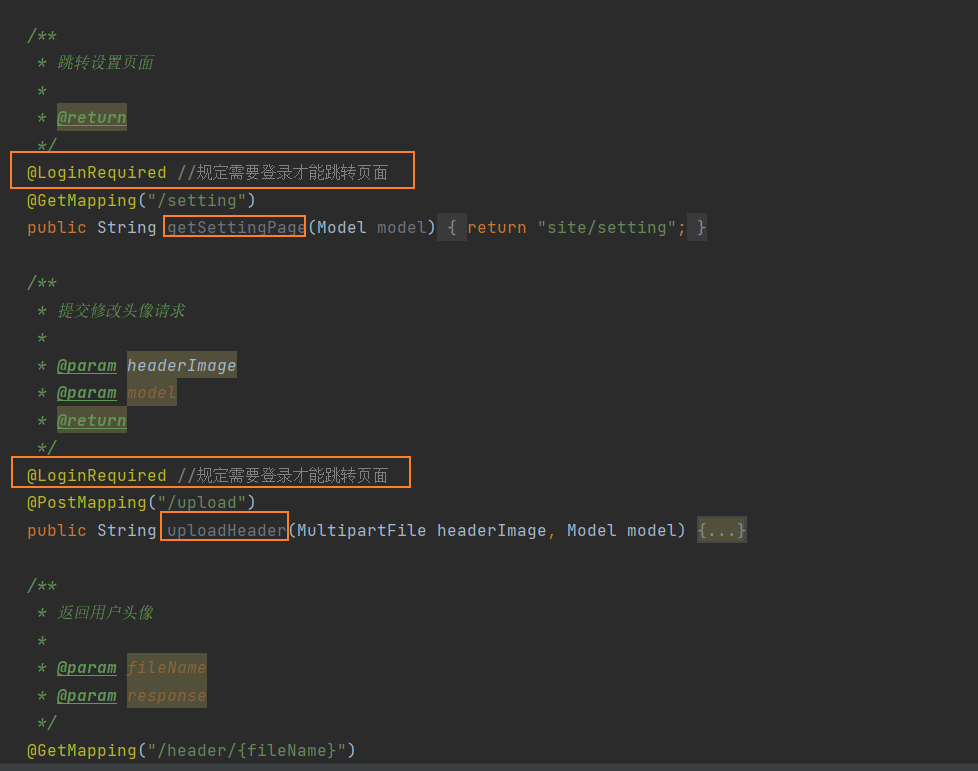 /**
* 跳转设置页面
*
* @return
*/
@LoginRequired //规定需要登录才能跳转页面
@GetMapping("/setting")
public String getSettingPage(Model model) { return "site/setting"; }
/**
* 提交修改头像请求
*
* @param headerImage
* @param model
* @return
*/
@LoginRequired //规定需要登录才能跳转页面
@PostMapping("/upload")
public String uploadHeader(MultipartFile headerImage, Model model) {...}
/**
* 返回用户头像
*
* @param fileName
* @param response
*/
@GetMapping("/header/{fileName}")